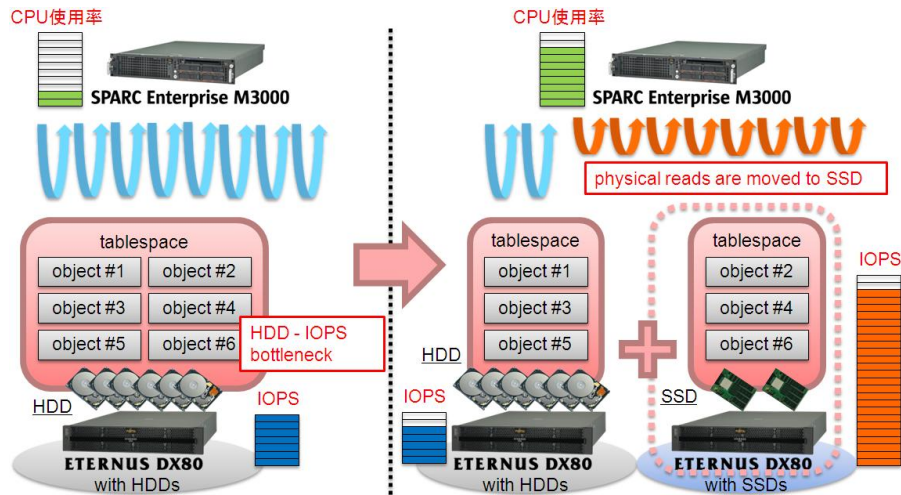 CPU使用率
SPARC Enterprise M3000
tablespace
object #1
object #2
object #3
object #4
object #5
object #6
HDD - IOPS
bottleneck
HDD
IOPS
ETERNUS DX80
with HDDs
CPU使用率
SPARC Enterprise M3000
physical reads are moved to SSD
tablespace
object #1
object #3
object #5
HDD
IOPS
ETERNUS DX80
with HDDs
tablespace
object #2
object #4
object #6
SSD
IOPS
ETERNUS DX80
with SSDs